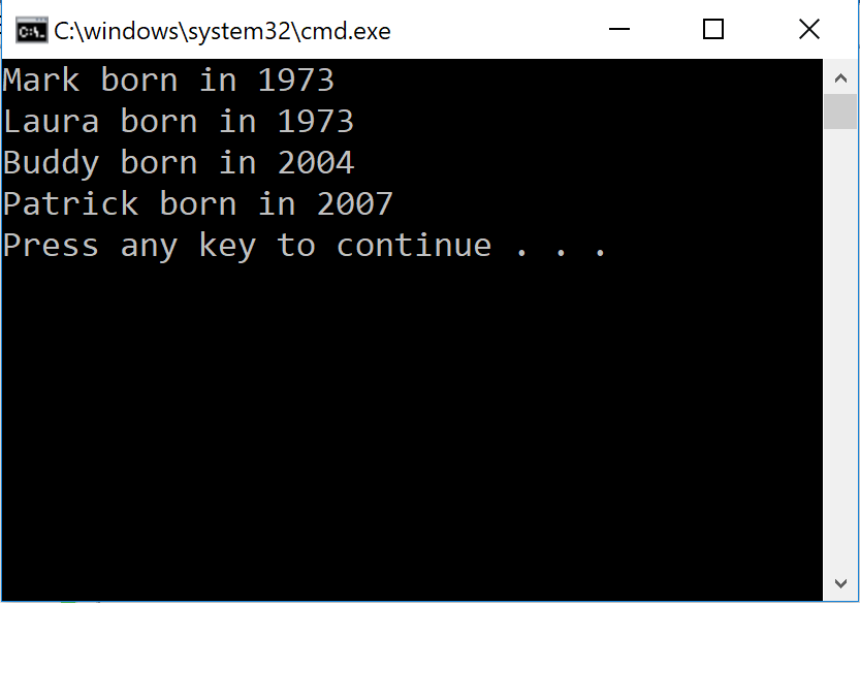 C:\windows\system32\cmd.exe
Mark born in 1973
Laura born in 1973
Buddy born in 2004
Patrick born in 2007
Press any key to continue . . .